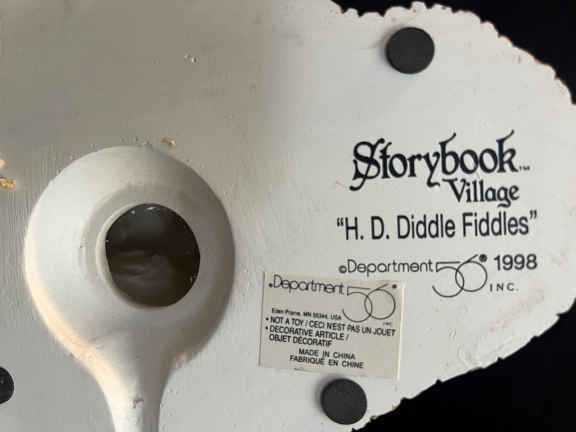 Storybook™
Village
"H. D. Diddle Fiddles"
©Department 56® 1998
INC.
Department 56®
INC.
Eden Prairie, MN 55344, USA
• NOT A TOY / CECI N'EST PAS UN JOUET
• DECORATIVE ARTICLE /
OBJET DÉCORATIF
MADE IN CHINA
FABRIQUÉ EN CHINE